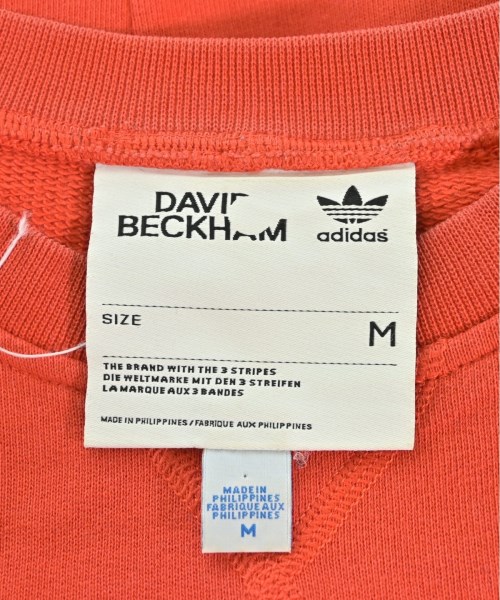 DAVID
BECKHAM
adidas
SIZE
M
THE BRAND WITH THE 3 STRIPES
DIE WELTMARKE MIT DEN 3 STREIFEN
LA MARQUE AUX 3 BANDES
MADE IN PHILIPPINES / FABRIQUE AUX PHILIPPINES
MADE IN
PHILIPPINES
FABRIQUE AUX
PHILIPPINES
M